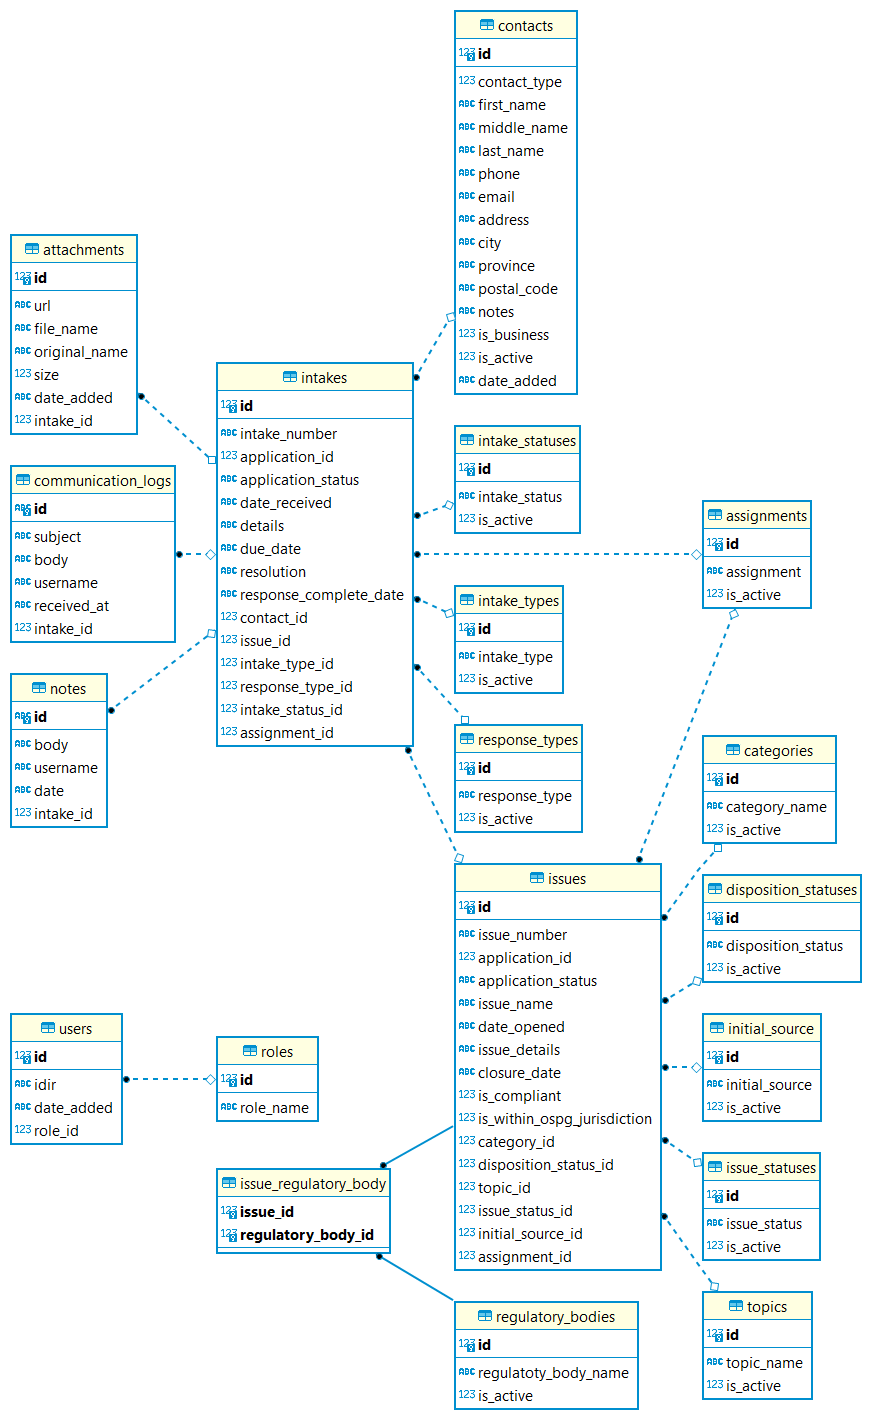 contacts
123 id
123 contact_type
ABC first_name
ABC middle_name
ABC last_name
ABC phone
ABC email
ABC address
ABC city
ABC province
ABC postal_code
ABC notes
123 is_business
123 is_active
ABC date_added
attachments
123 id
ABC url
ABC file_name
ABC original_name
123 size
ABC date_added
123 intake_id
intakes
123 id
ABC intake_number
123 application_id
ABC application_status
ABC date_received
ABC details
ABC due_date
ABC resolution
ABC response_complete_date
123 contact_id
123 issue_id
123 intake_type_id
123 response_type_id
123 intake_status_id
123 assignment_id
intake_statuses
123 id
ABC intake_status
123 is_active
communication_logs
ABC id
ABC subject
ABC body
ABC username
ABC received_at
123 intake_id
assignments
123 id
ABC assignment
123 is_active
intake_types
123 id
ABC intake_type
123 is_active
notes
ABC id
ABC body
ABC username
ABC date
123 intake_id
response_types
123 id
ABC response_type
123 is_active
categories
123 id
ABC category_name
123 is_active
issues
123 id
ABC issue_number
123 application_id
ABC application_status
ABC issue_name
ABC date_opened
ABC issue_details
ABC closure_date
123 is_compliant
123 is_within_ospg_jurisdiction
123 category_id
123 disposition_status_id
123 topic_id
123 issue_status_id
123 initial_source_id
123 assignment_id
disposition_statuses
123 id
ABC disposition_status
123 is_active
initial_source
123 id
ABC initial_source
123 is_active
users
123 id
ABC idir
ABC date_added
123 role_id
roles
123 id
ABC role_name
issue_statuses
123 id
ABC issue_status
123 is_active
issue_regulatory_body
123 issue_id
123 regulatory_body_id
topics
123 id
ABC topic_name
123 is_active
regulatory_bodies
123 id
ABC regulatoty_body_name
123 is_active